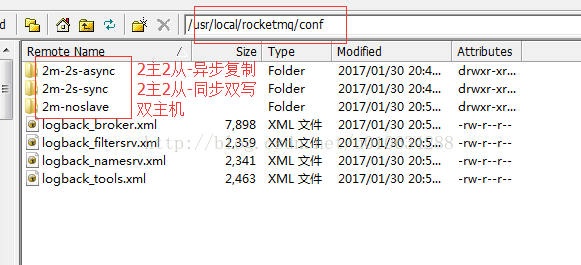 /usr/local/rocketmq/conf
Remote Name / Size Type Modified Attributes
2m-2s-async 2主2从-异步复制 Folder 2017/01/30 20:4... drwxr-xr...
2m-2s-sync 2主2从-同步双写 Folder 2017/01/30 20:4... drwxr-xr...
2m-noslave 双主机 Folder 2017/01/30 20:4... drwxr-xr...
logback_broker.xml 7,898 XML 文件 2017/01/30 20:5... -rw-r--r--
logback_filtersrv.xml 2,359 XML 文件 2017/01/30 20:5... -rw-r--r--
logback_namesrv.xml 2,341 XML 文件 2017/01/30 20:5... -rw-r--r--
logback_tools.xml 2,463 XML 文件 2017/01/30 20:5... -rw-r--r--